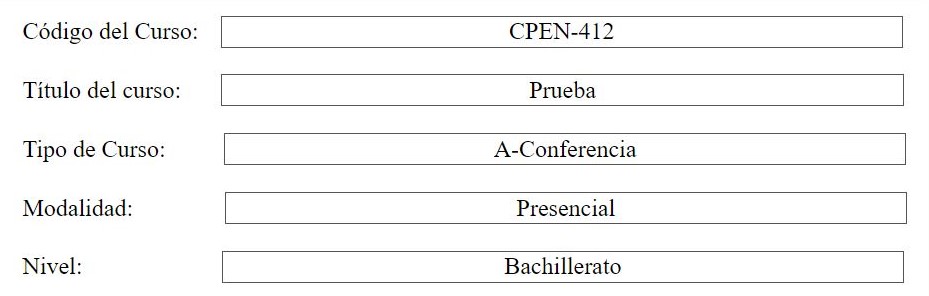 Código del Curso: CPEN-412
Título del curso: Prueba
Tipo de Curso: A-Conferencia
Modalidad: Presencial
Nivel: Bachillerato